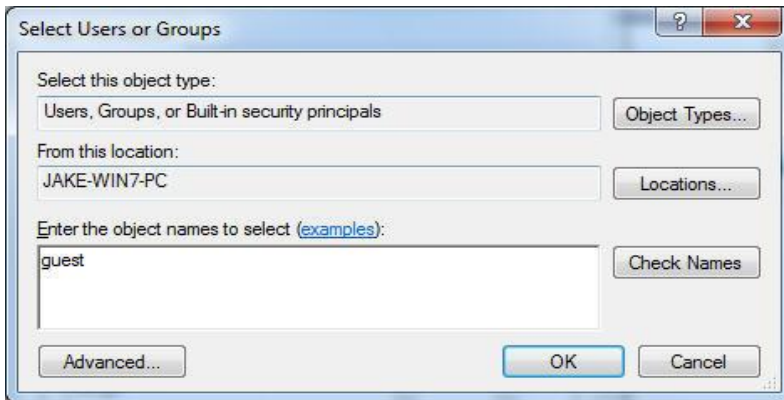 Select Users or Groups
?
X
Select this object type:
Users, Groups, or Built-in security principals
Object Types...
From this location:
JAKE-WIN7-PC
Locations...
Enter the object names to select (examples):
guest
Check Names
Advanced...
OK
Cancel